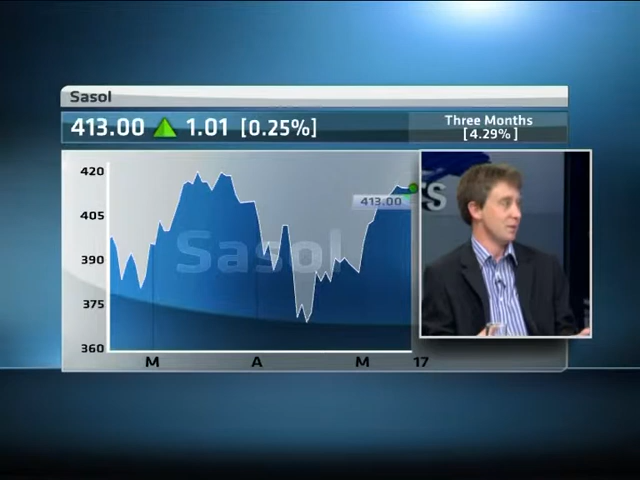 Sasol
413.00 1.01 [0.25%]
Three Months
[4.29%]
420
405
390
375
360
Sasol
413.00
M A M 17